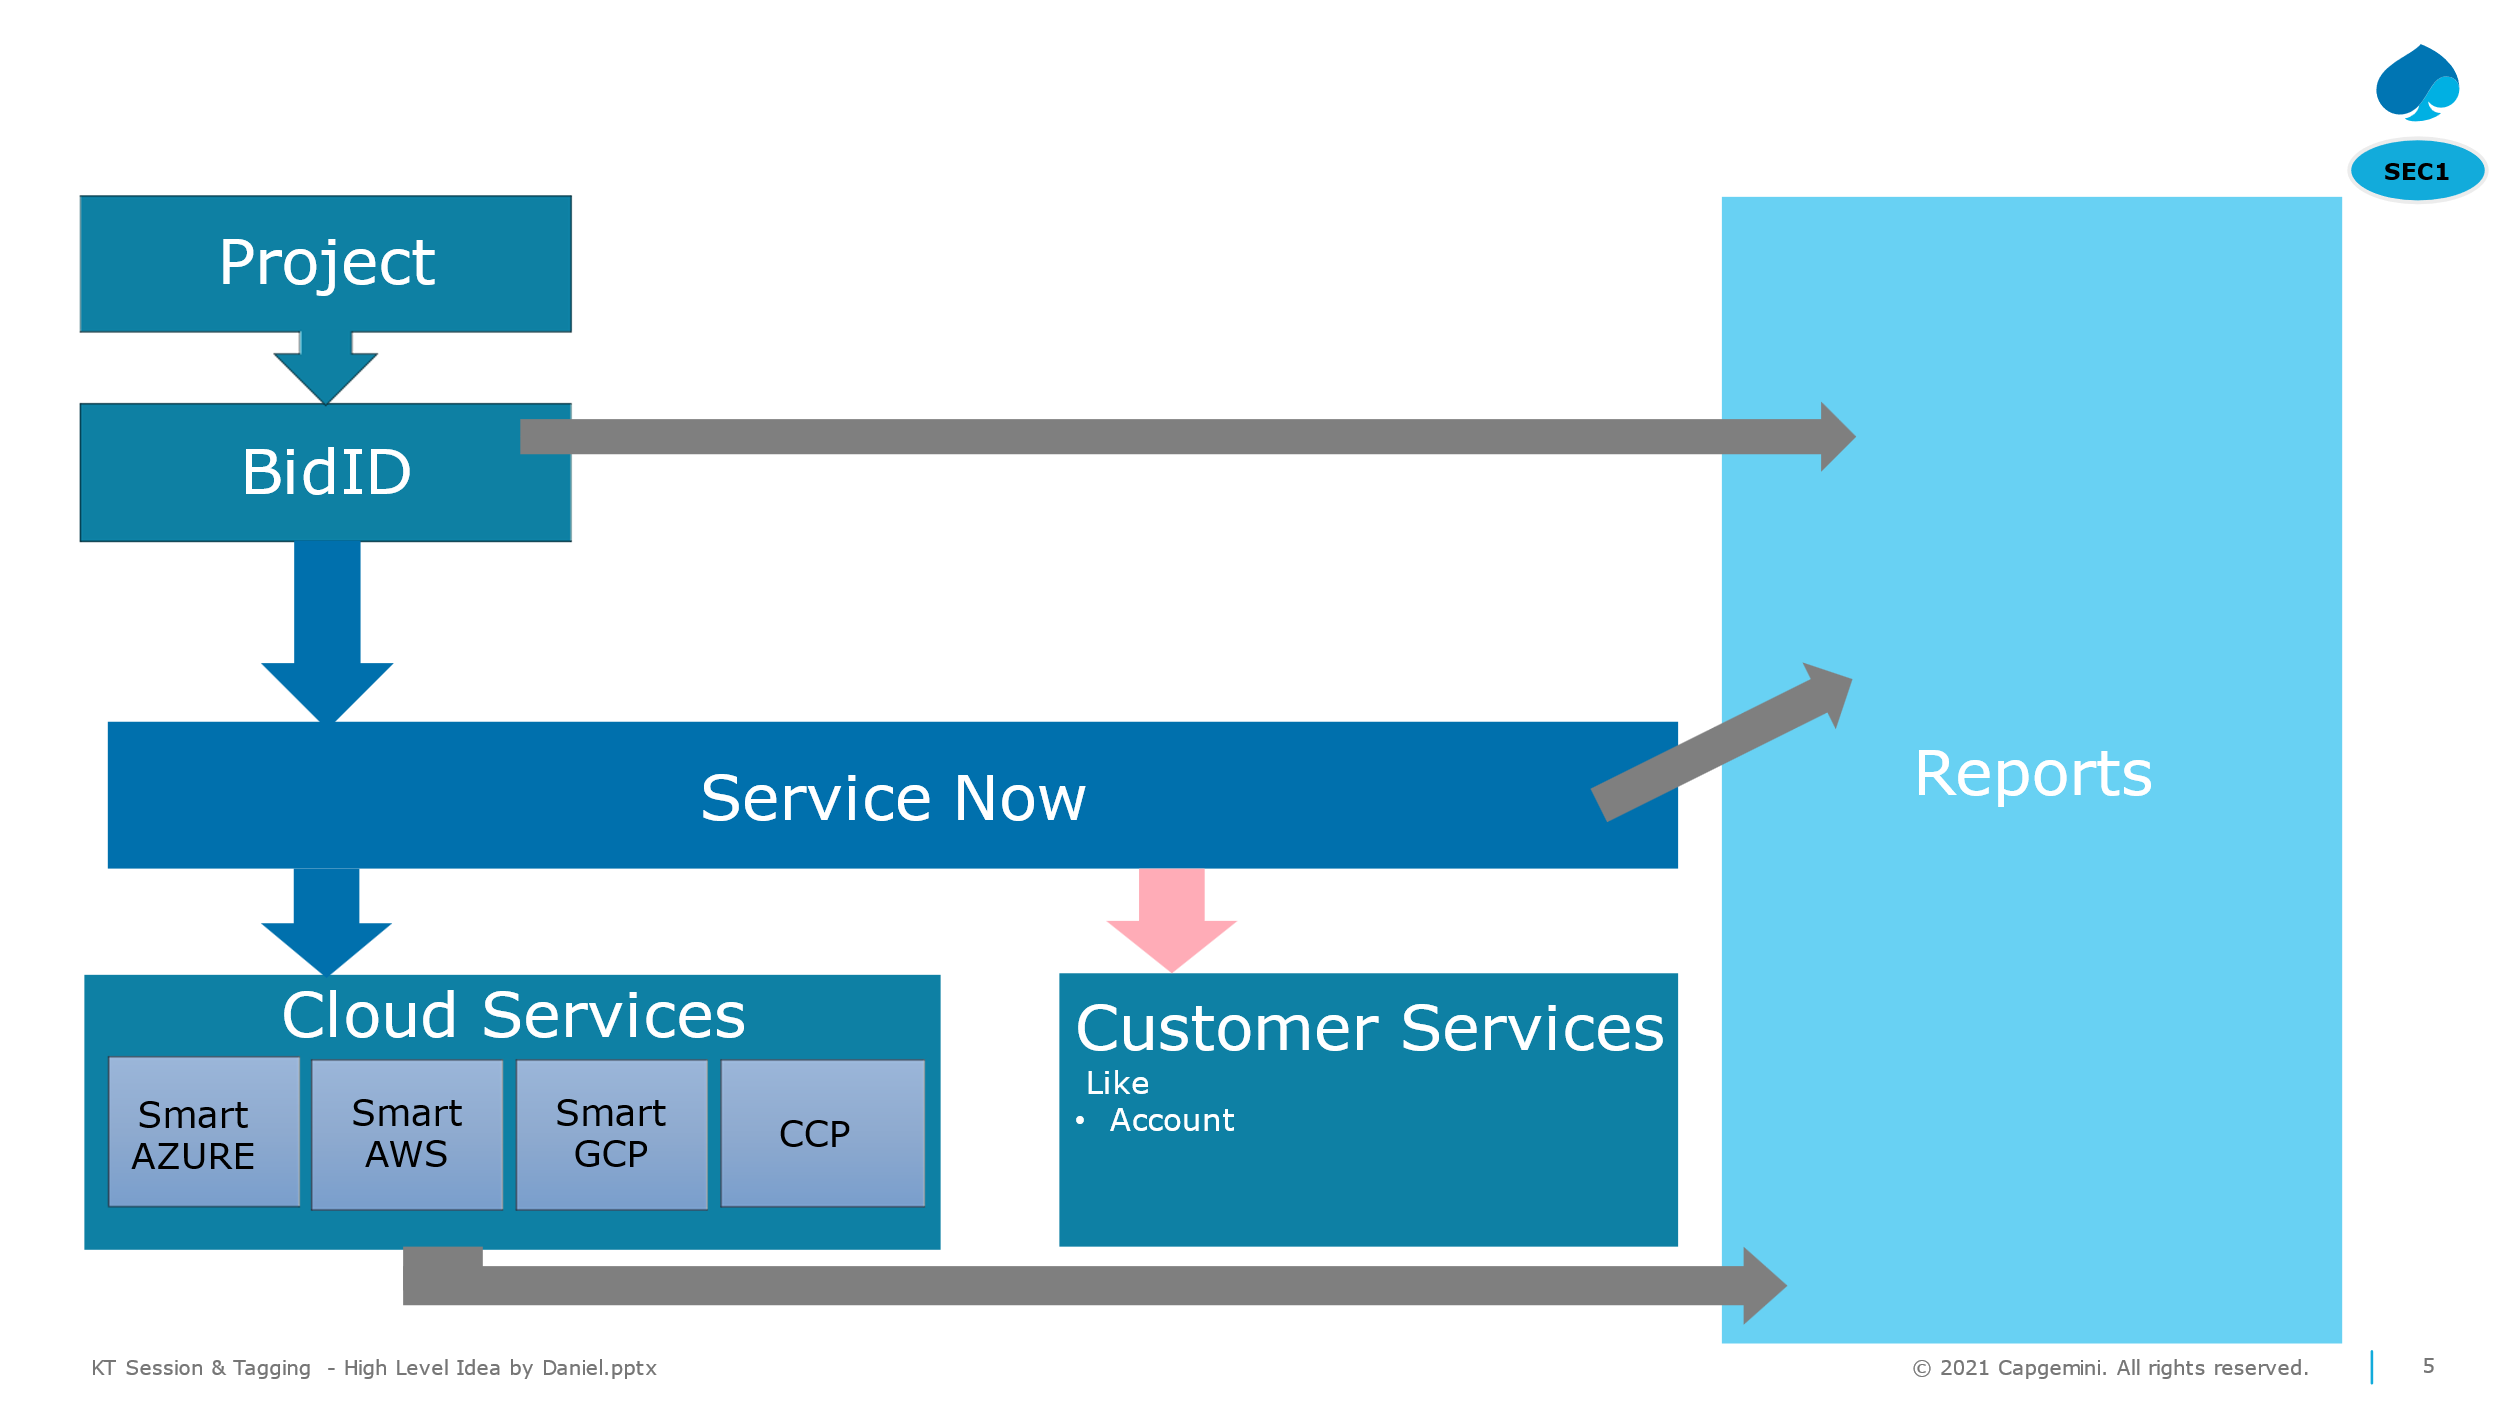 SEC1
Project
BidID
Service Now
Reports
Cloud Services
Smart
AZURE
Smart
AWS
Smart
GCP
CCP
Customer Services
Like
• Account
KT Session & Tagging  - High Level Idea by Daniel.pptx
© 2021 Capgemini. All rights reserved.
5